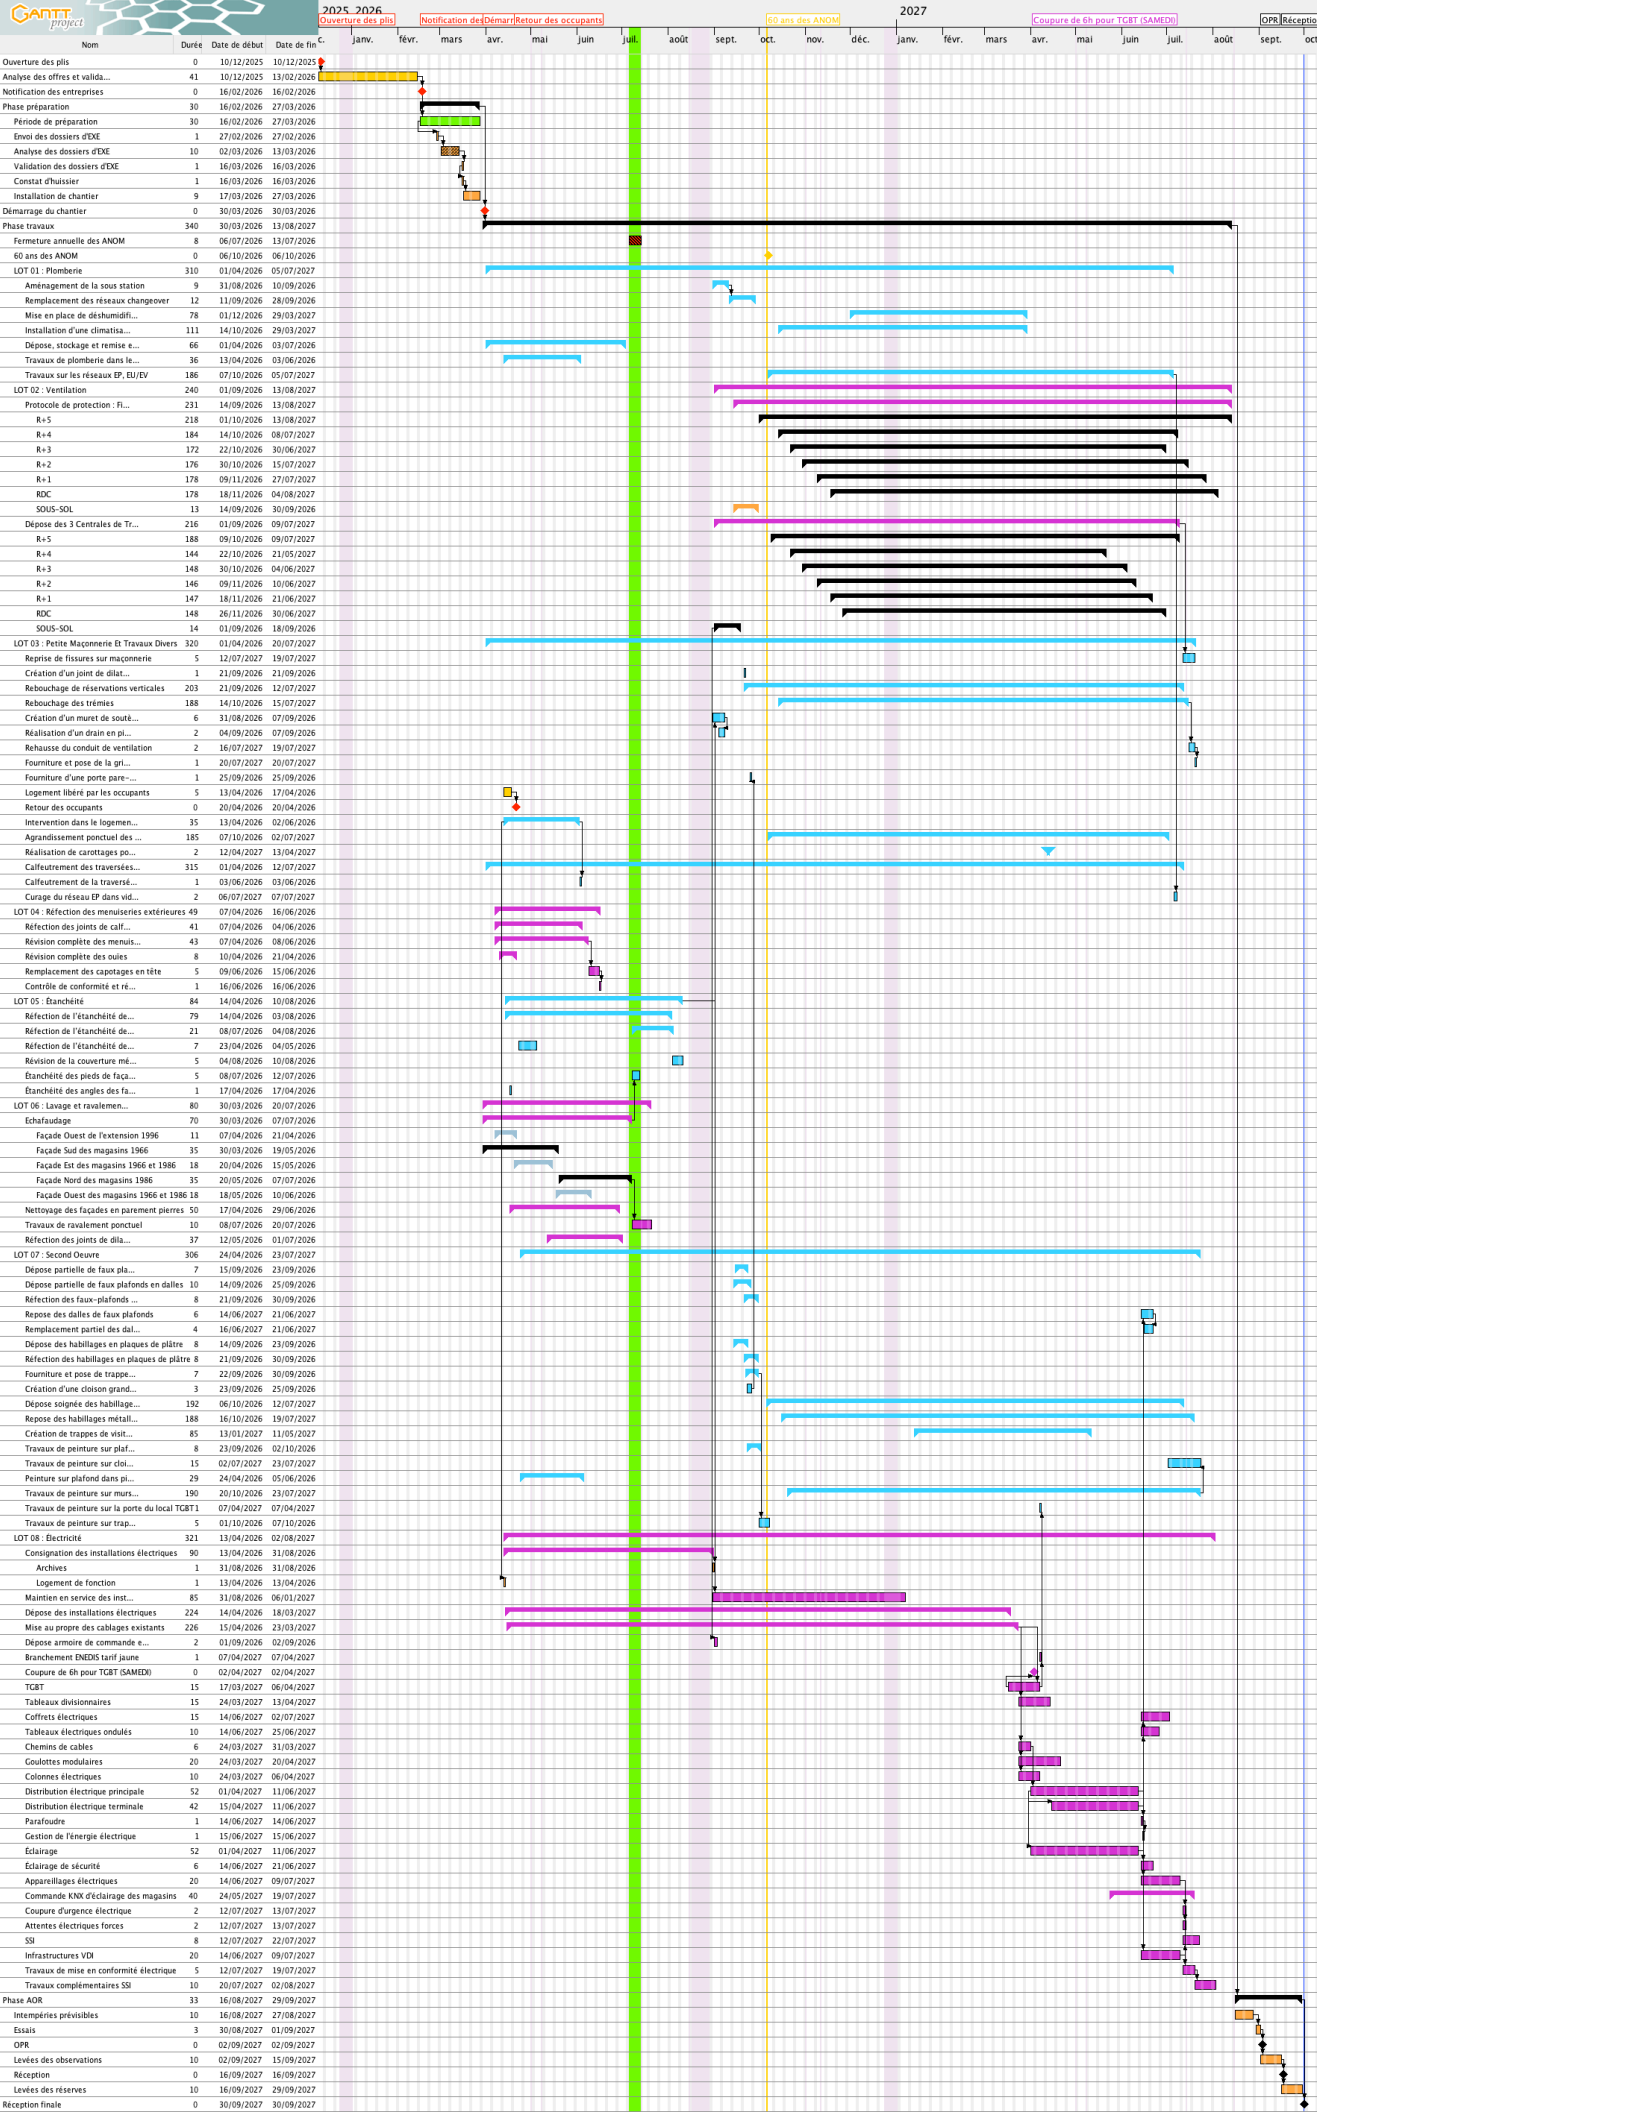 GANTT project
2025 2026
2027
Ouverture des plis
Notification des
Démarr
Retour des occupants
60 ans des ANOM
Coupure de 6h pour TGBT (SAMEDI)
OPR
Réceptio
Nom Durée Date de début Date de fin
c. janv. févr. mars avr. mai juin juil. août sept. oct. nov. déc. janv. févr. mars avr. mai juin juil. août sept. oct
Ouverture des plis 0 10/12/2025 10/12/2025
Analyse des offres et valida... 41 10/12/2025 13/02/2026
Notification des entreprises 0 16/02/2026 16/02/2026
Phase préparation 30 16/02/2026 27/03/2026
Période de préparation 30 16/02/2026 27/03/2026
Envoi des dossiers d'EXE 1 27/02/2026 27/02/2026
Analyse des dossiers d'EXE 10 02/03/2026 13/03/2026
Validation des dossiers d'EXE 1 16/03/2026 16/03/2026
Constat d'huissier 1 16/03/2026 16/03/2026
Installation de chantier 9 17/03/2026 27/03/2026
Démarrage du chantier 0 30/03/2026 30/03/2026
Phase travaux 340 30/03/2026 13/08/2027
Fermeture annuelle des ANOM 8 06/07/2026 13/07/2026
60 ans des ANOM 0 06/10/2026 06/10/2026
LOT 01 : Plomberie 310 01/04/2026 05/07/2027
Aménagement de la sous station 9 31/08/2026 10/09/2026
Remplacement des réseaux changeover 12 11/09/2026 28/09/2026
Mise en place de déshumidifi... 78 01/12/2026 29/03/2027
Installation d'une climatisa... 111 14/10/2026 29/03/2027
Dépose, stockage et remise e... 66 01/04/2026 03/07/2026
Travaux de plomberie dans le... 36 13/04/2026 03/06/2026
Travaux sur les réseaux EP, EU/EV 186 07/10/2026 05/07/2027
LOT 02 : Ventilation 240 01/09/2026 13/08/2027
Protocole de protection : Fi... 231 14/09/2026 13/08/2027
R+5 218 01/10/2026 13/08/2027
R+4 184 14/10/2026 08/07/2027
R+3 172 22/10/2026 30/06/2027
R+2 176 30/10/2026 15/07/2027
R+1 178 09/11/2026 27/07/2027
RDC 178 18/11/2026 04/08/2027
SOUS-SOL 13 14/09/2026 30/09/2026
Dépose des 3 Centrales de Tr... 216 01/09/2026 09/07/2027
R+5 188 09/10/2026 09/07/2027
R+4 144 22/10/2026 21/05/2027
R+3 148 30/10/2026 04/06/2027
R+2 146 09/11/2026 10/06/2027
R+1 147 18/11/2026 21/06/2027
RDC 148 26/11/2026 30/06/2027
SOUS-SOL 14 01/09/2026 18/09/2026
LOT 03 : Petite Maçonnerie Et Travaux Divers 320 01/04/2026 20/07/2027
Reprise de fissures sur maçonnerie 5 12/07/2027 19/07/2027
Création d'un joint de dilat... 1 21/09/2026 21/09/2026
Rebouchage de réservations verticales 203 21/09/2026 12/07/2027
Rebouchage des trémies 188 14/10/2026 15/07/2027
Création d'un muret de soutè... 6 31/08/2026 07/09/2026
Réalisation d'un drain en pi... 2 04/09/2026 07/09/2026
Rehausse du conduit de ventilation 2 16/07/2027 19/07/2027
Fourniture et pose de la gri... 1 20/07/2027 20/07/2027
Fourniture d'une porte pare-... 1 25/09/2026 25/09/2026
Logement libéré par les occupants 5 13/04/2026 17/04/2026
Retour des occupants 0 20/04/2026 20/04/2026
Intervention dans le logemen... 35 13/04/2026 02/06/2026
Agrandissement ponctuel des ... 185 07/10/2026 02/07/2027
Réalisation de carottages po... 2 12/04/2027 13/04/2027
Calfeutrement des traversées... 315 01/04/2026 12/07/2027
Calfeutrement de la traversé... 1 03/06/2026 03/06/2026
Curage du réseau EP dans vid... 2 06/07/2027 07/07/2027
LOT 04 : Réfection des menuiseries extérieures 49 07/04/2026 16/06/2026
Réfection des joints de calf... 41 07/04/2026 04/06/2026
Révision complète des menuis... 43 07/04/2026 08/06/2026
Révision complète des ouies 8 10/04/2026 21/04/2026
Remplacement des capotages en tête 5 09/06/2026 15/06/2026
Contrôle de conformité et ré... 1 16/06/2026 16/06/2026
LOT 05 : Étanchéité 84 14/04/2026 10/08/2026
Réfection de l'étanchéité de... 79 14/04/2026 03/08/2026
Réfection de l'étanchéité de... 21 08/07/2026 04/08/2026
Réfection de l'étanchéité de... 7 23/04/2026 04/05/2026
Révision de la couverture mé... 5 04/08/2026 10/08/2026
Étanchéité des pieds de faça... 5 08/07/2026 12/07/2026
Étanchéité des angles des fa... 1 17/04/2026 17/04/2026
LOT 06 : Lavage et ravalemen... 80 30/03/2026 20/07/2026
Echafaudage 70 30/03/2026 07/07/2026
Façade Ouest de l'extension 1996 11 07/04/2026 21/04/2026
Façade Sud des magasins 1966 35 30/03/2026 19/05/2026
Façade Est des magasins 1966 et 1986 18 20/04/2026 15/05/2026
Façade Nord des magasins 1986 35 20/05/2026 07/07/2026
Façade Ouest des magasins 1966 et 1986 18 18/05/2026 10/06/2026
Nettoyage des façades en parement pierres 50 17/04/2026 29/06/2026
Travaux de ravalement ponctuel 10 08/07/2026 20/07/2026
Réfection des joints de dila... 37 12/05/2026 01/07/2026
LOT 07 : Second Oeuvre 306 24/04/2026 23/07/2027
Dépose partielle de faux pla... 7 15/09/2026 23/09/2026
Dépose partielle de faux plafonds en dalles 10 14/09/2026 25/09/2026
Réfection des faux-plafonds ... 8 21/09/2026 30/09/2026
Repose des dalles de faux plafonds 6 14/06/2027 21/06/2027
Remplacement partiel des dal... 4 16/06/2027 21/06/2027
Dépose des habillages en plaques de plâtre 8 14/09/2026 23/09/2026
Réfection des habillages en plaques de plâtre 8 21/09/2026 30/09/2026
Fourniture et pose de trappe... 7 22/09/2026 30/09/2026
Création d'une cloison grand... 3 23/09/2026 25/09/2026
Dépose soignée des habillage... 192 06/10/2026 12/07/2027
Repose des habillages métall... 188 16/10/2026 19/07/2027
Création de trappes de visit... 85 13/01/2027 11/05/2027
Travaux de peinture sur plaf... 8 23/09/2026 02/10/2026
Travaux de peinture sur cloi... 15 02/07/2027 23/07/2027
Peinture sur plafond dans pi... 29 24/04/2026 05/06/2026
Travaux de peinture sur murs... 190 20/10/2026 23/07/2027
Travaux de peinture sur la porte du local TGBT 1 07/04/2027 07/04/2027
Travaux de peinture sur trap... 5 01/10/2026 07/10/2026
LOT 08 : Électricité 321 13/04/2026 02/08/2027
Consignation des installations électriques 90 13/04/2026 31/08/2026
Archives 1 31/08/2026 31/08/2026
Logement de fonction 1 13/04/2026 13/04/2026
Maintien en service des inst... 85 31/08/2026 06/01/2027
Dépose des installations électriques 224 14/04/2026 18/03/2027
Mise au propre des cablages existants 226 15/04/2026 23/03/2027
Dépose armoire de commande e... 2 01/09/2026 02/09/2026
Branchement ENEDIS tarif jaune 1 07/04/2027 07/04/2027
Coupure de 6h pour TGBT (SAMEDI) 0 02/04/2027 02/04/2027
TGBT 15 17/03/2027 06/04/2027
Tableaux divisionnaires 15 24/03/2027 13/04/2027
Coffrets électriques 15 14/06/2027 02/07/2027
Tableaux électriques ondulés 10 14/06/2027 25/06/2027
Chemins de cables 6 24/03/2027 31/03/2027
Goulottes modulaires 20 24/03/2027 20/04/2027
Colonnes électriques 10 24/03/2027 06/04/2027
Distribution électrique principale 52 01/04/2027 11/06/2027
Distribution électrique terminale 42 15/04/2027 11/06/2027
Parafoudre 1 14/06/2027 14/06/2027
Gestion de l'énergie électrique 1 15/06/2027 15/06/2027
Éclairage 52 01/04/2027 11/06/2027
Éclairage de sécurité 6 14/06/2027 21/06/2027
Appareillages électriques 20 14/06/2027 09/07/2027
Commande KNX d'éclairage des magasins 40 24/05/2027 19/07/2027
Coupure d'urgence électrique 2 12/07/2027 13/07/2027
Attentes électriques forces 2 12/07/2027 13/07/2027
SSI 8 12/07/2027 22/07/2027
Infrastructures VDI 20 14/06/2027 09/07/2027
Travaux de mise en conformité électrique 5 12/07/2027 19/07/2027
Travaux complémentaires SSI 10 20/07/2027 02/08/2027
Phase AOR 33 16/08/2027 29/09/2027
Intempéries prévisibles 10 16/08/2027 27/08/2027
Essais 3 30/08/2027 01/09/2027
OPR 0 02/09/2027 02/09/2027
Levées des observations 10 02/09/2027 15/09/2027
Réception 0 16/09/2027 16/09/2027
Levées des réserves 10 16/09/2027 29/09/2027
Réception finale 0 30/09/2027 30/09/2027